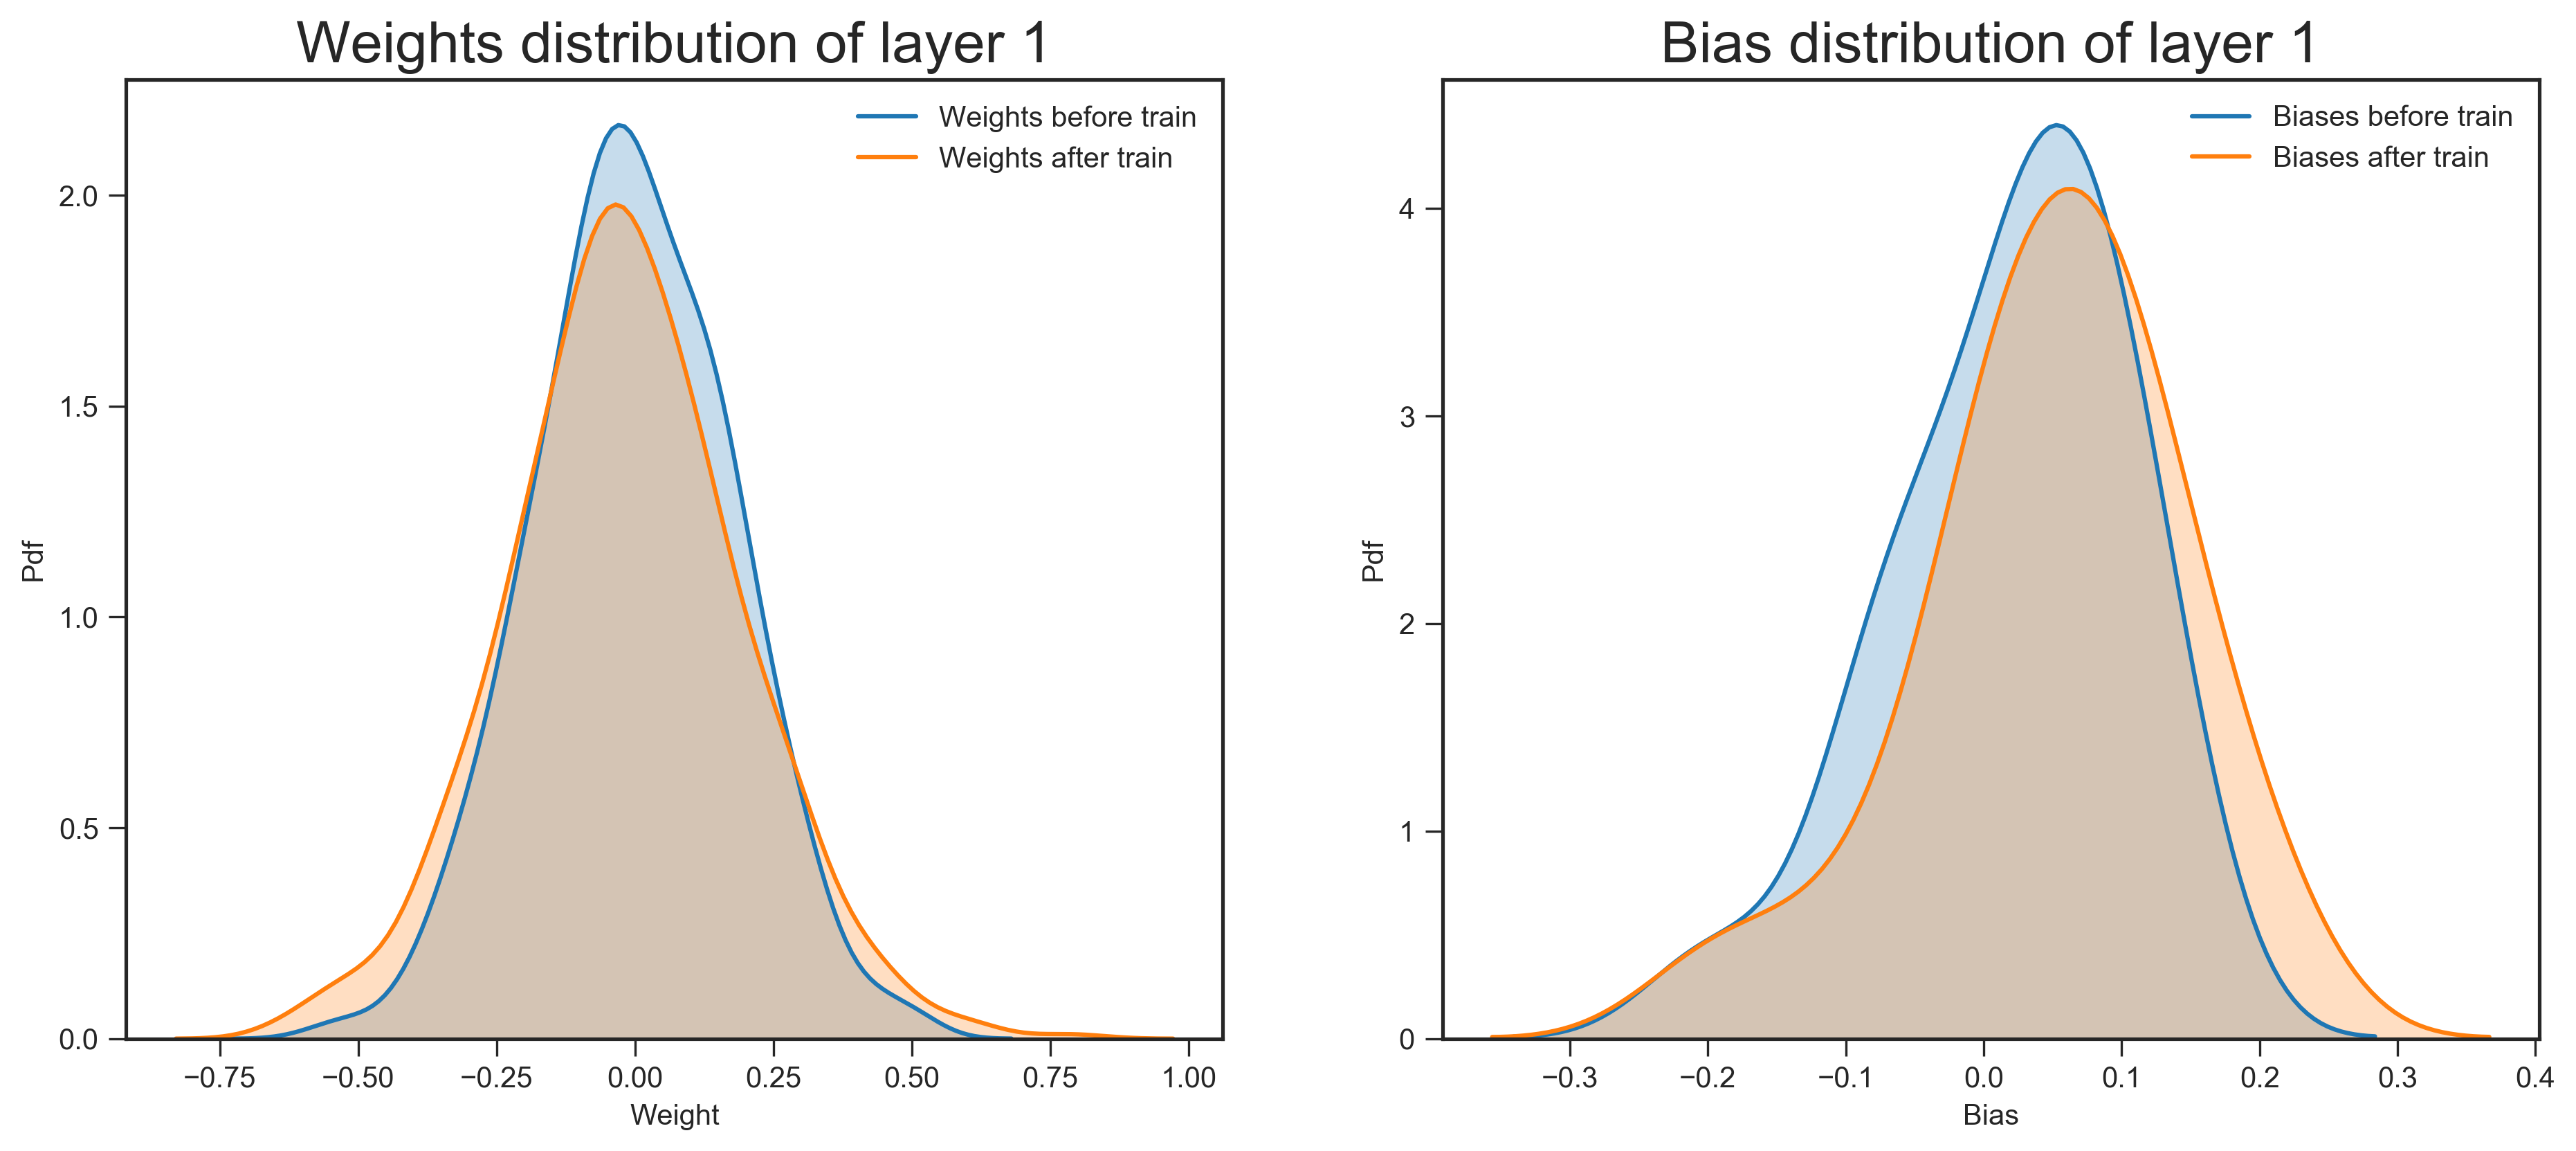 Weights distribution of layer 1
Weights before train
Weights after train
2.0
1.5
1.0
0.5
0.0
Pdf
−0.75 −0.50 −0.25 0.00 0.25 0.50 0.75 1.00
Weight
Bias distribution of layer 1
Biases before train
Biases after train
4
3
2
1
0
Pdf
−0.3 −0.2 −0.1 0.0 0.1 0.2 0.3 0.4
Bias